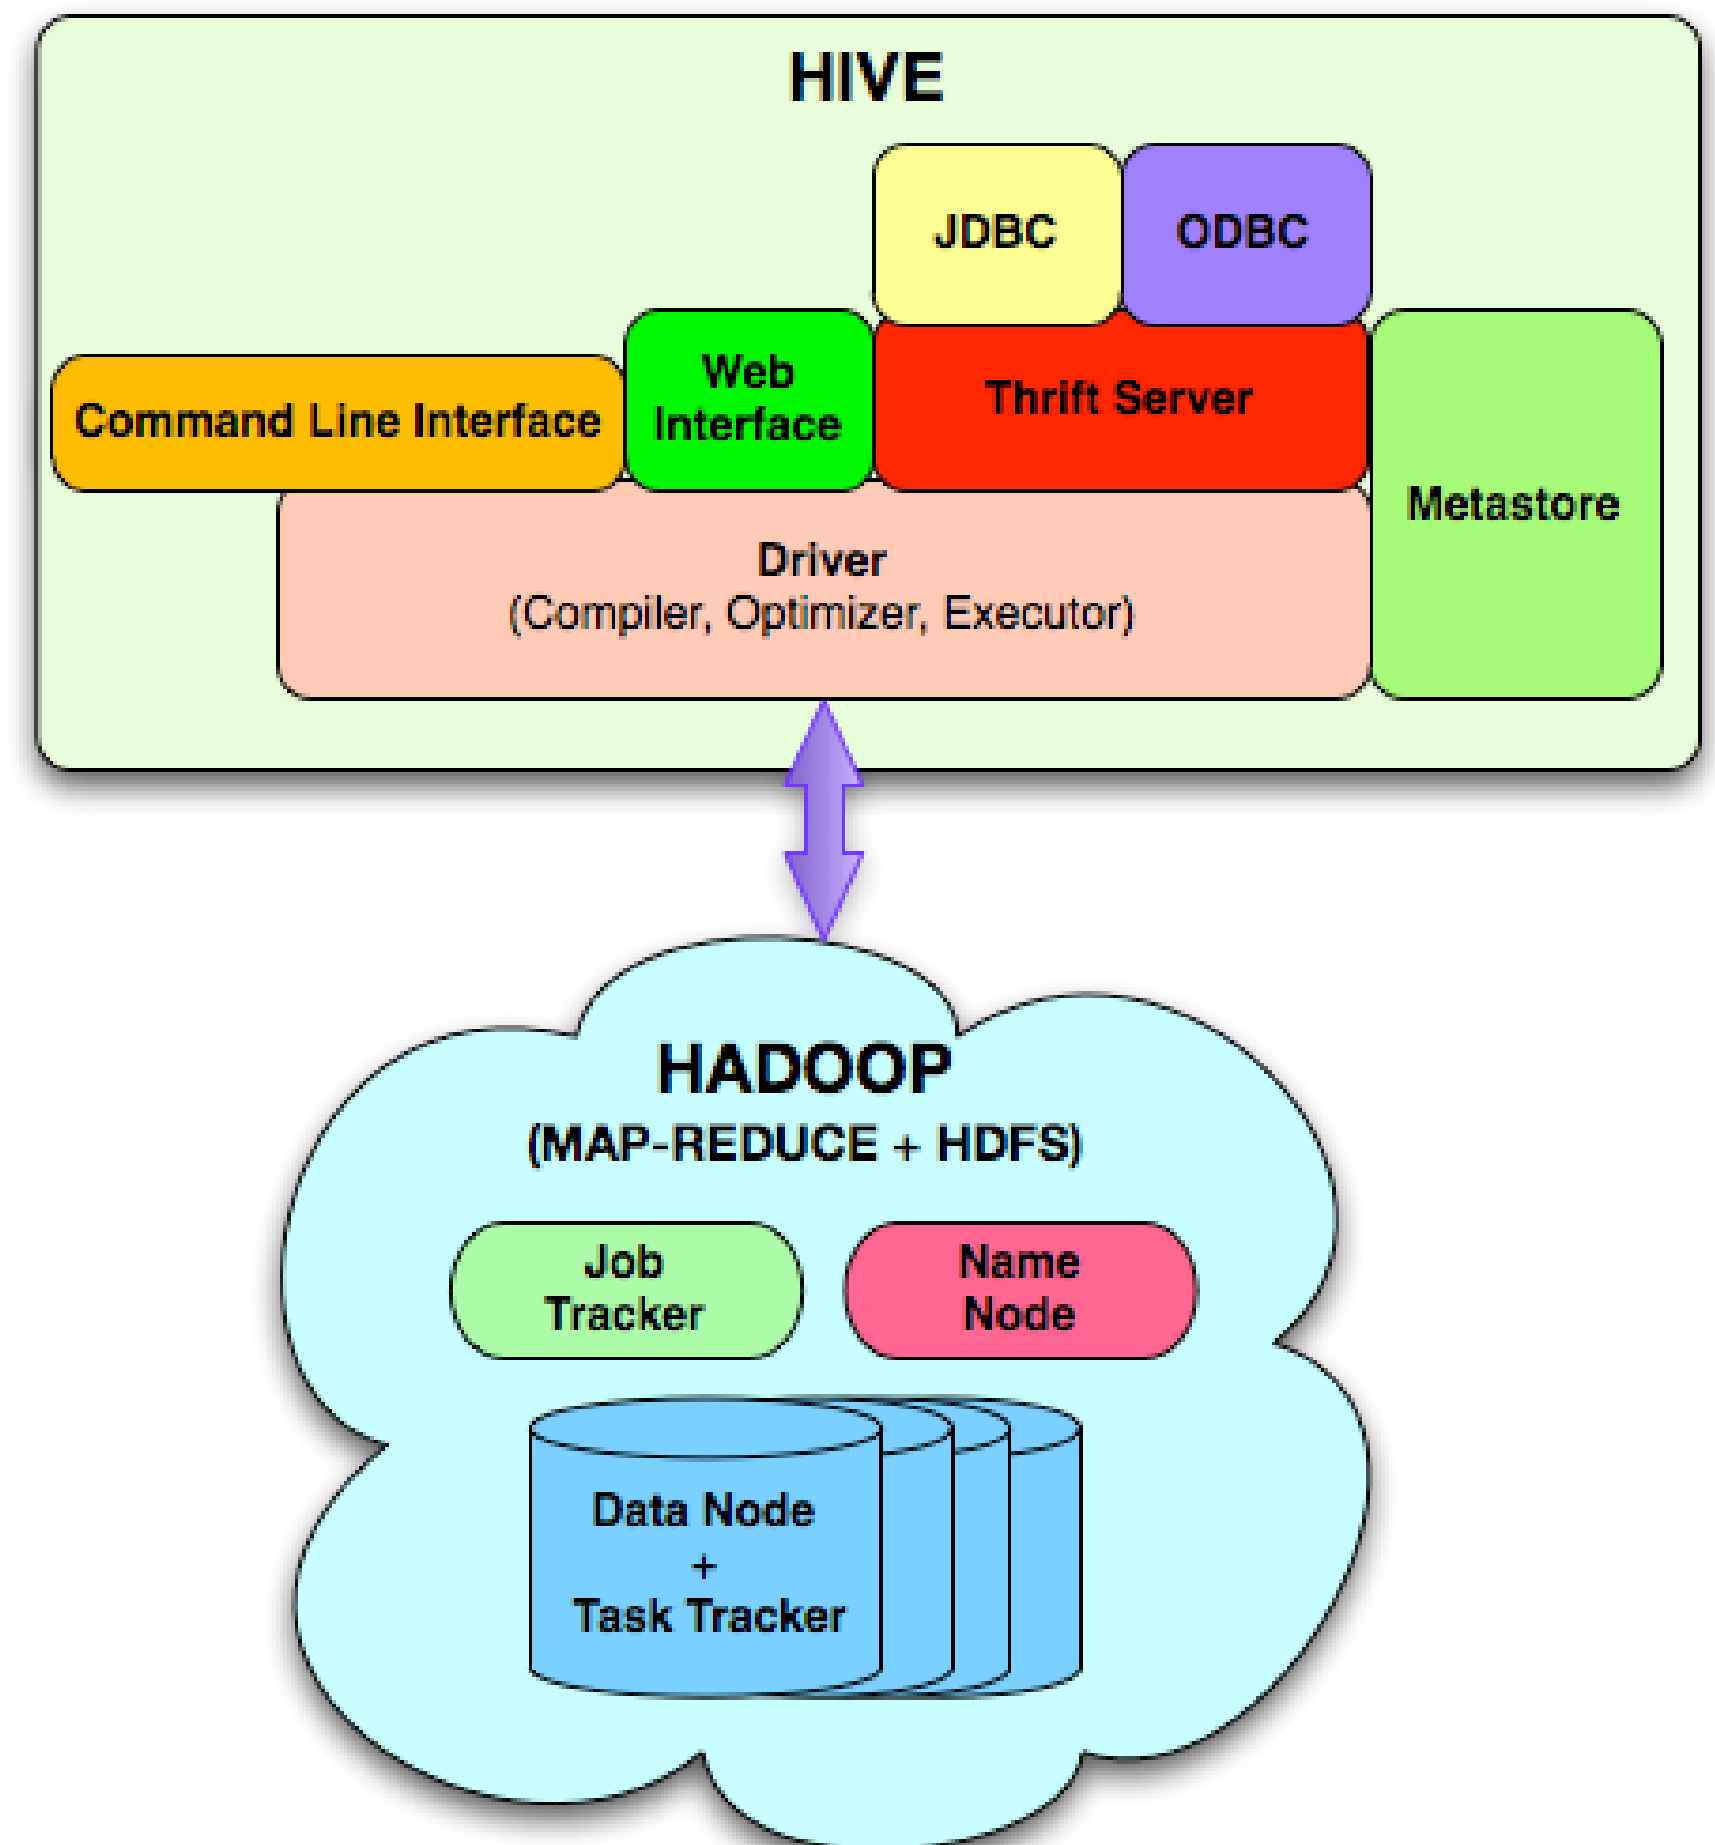 HIVE
JDBC
ODBC
Command Line Interface
Web
Interface
Thrift Server
Metastore
Driver
(Compiler, Optimizer, Executor)
HADOOP
(MAP-REDUCE + HDFS)
Job
Tracker
Name
Node
Data Node
+
Task Tracker